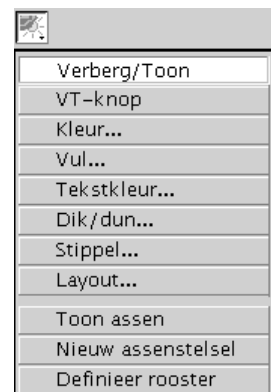 Verberg/Toon
VT-knop
Kleur...
Vul...
Tekstkleur...
Dik/dun...
Stippel...
Layout...
Toon assen
Nieuw assenstelsel
Definieer rooster